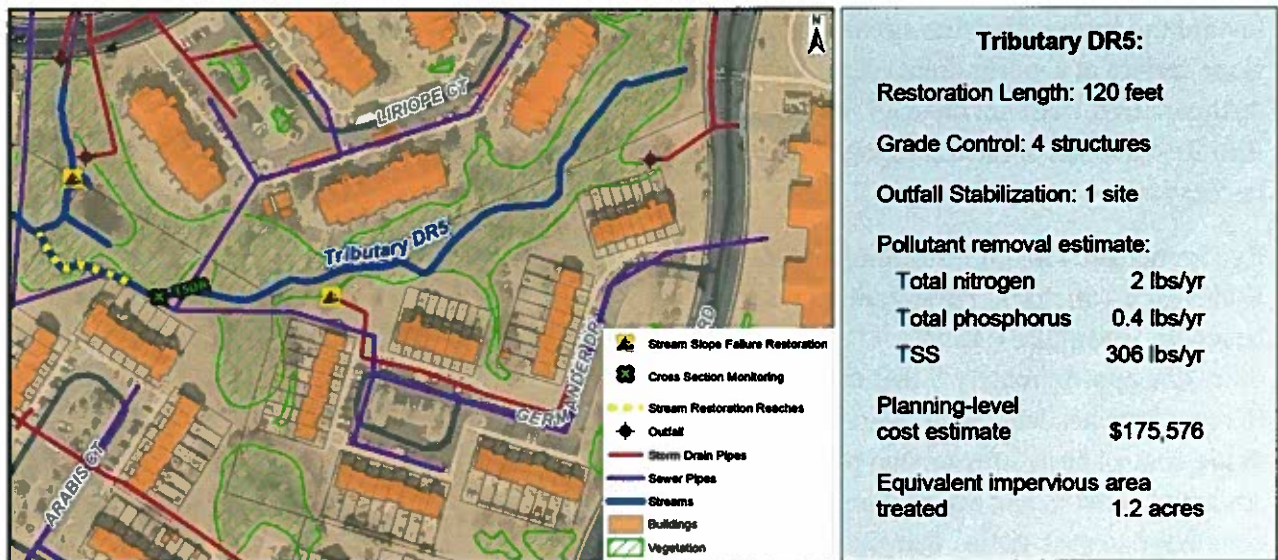 N
LIRIOPE CT
Tributary DR5
ARABIS CT
GERMANDER DR
RD
Stream Slope Failure Restoration
Cross Section Monitoring
Stream Restoration Reaches
Outfall
Storm Drain Pipes
Sewer Pipes
Streams
Buildings
Vegetation
Tributary DR5:
Restoration Length: 120 feet
Grade Control: 4 structures
Outfall Stabilization: 1 site
Pollutant removal estimate:
Total nitrogen 2 lbs/yr
Total phosphorus 0.4 lbs/yr
TSS 306 lbs/yr
Planning-level
cost estimate $175,576
Equivalent impervious area
treated 1.2 acres